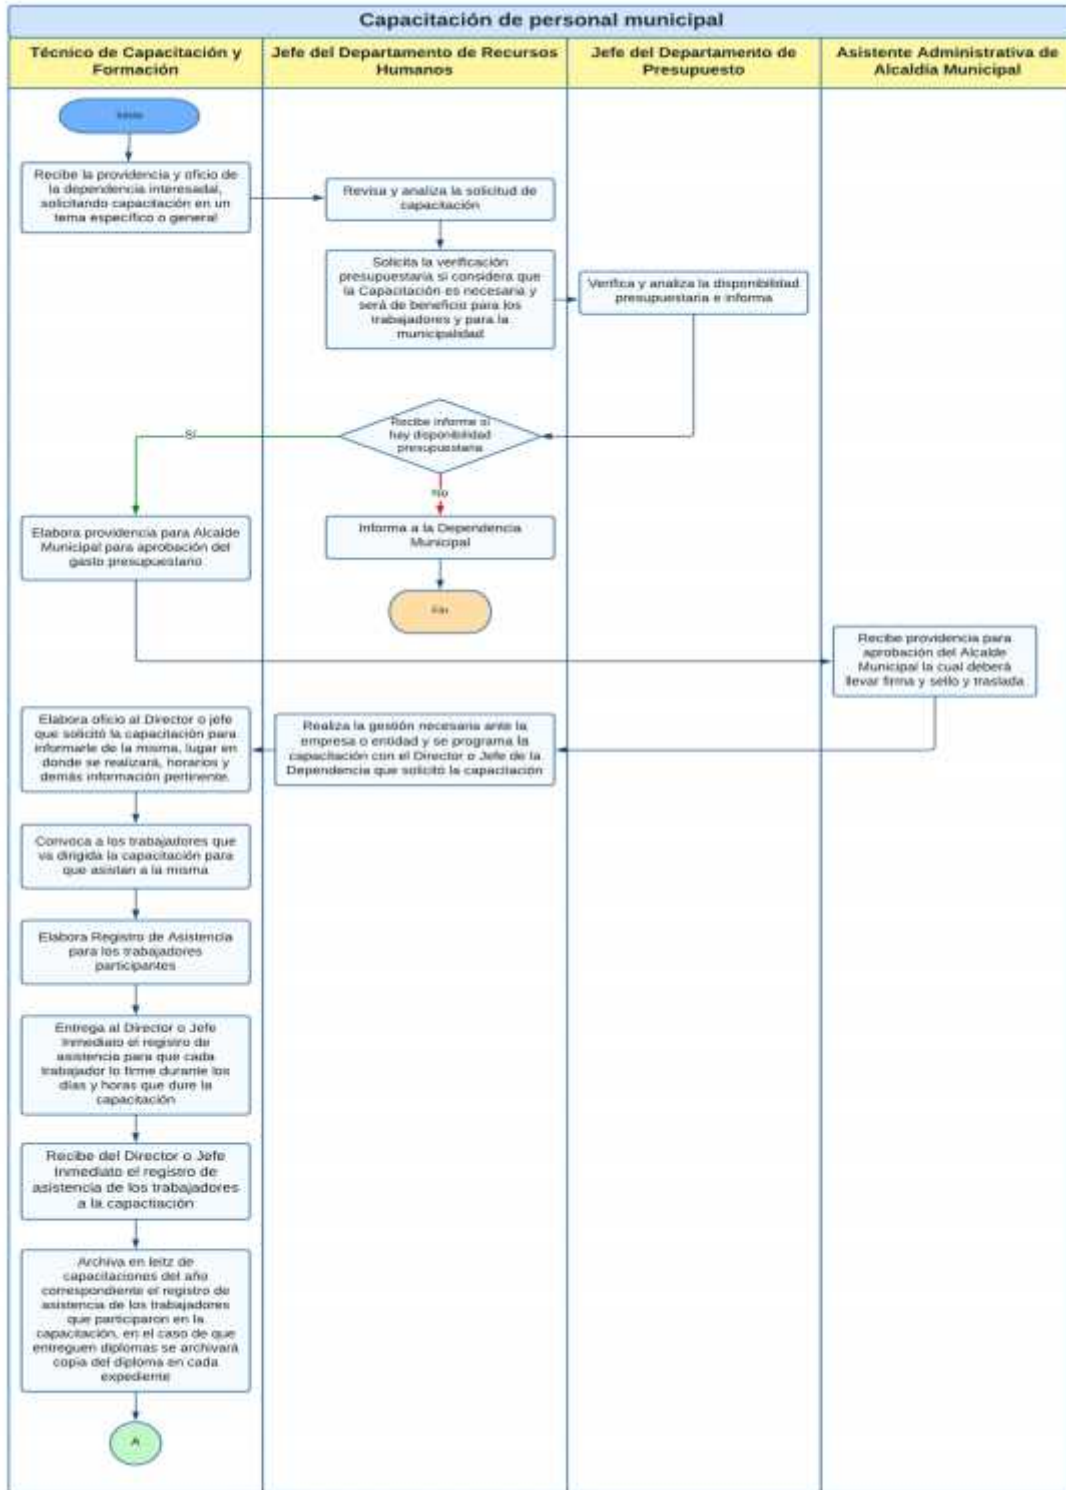 Capacitación de personal municipal
Técnico de Capacitación y
Formación
Jefe del Departamento de Recursos
Humanos
Jefe del Departamento de
Presupuesto
Asistente Administrativa de
Alcaldía Municipal
Inicio
Recibe la providencia y oficio de
la dependencia interesadal,
solicitando capacitación en un
tema específico o general
Revisa y analiza la solicitud de
capacitación
Solicita la verificación
presupuestaria si considera que
la Capacitación es necesaria y
será de beneficio para los
trabajadores y para la
municipalidad
Verifica y analiza la disponibilidad
presupuestaria e informa
Recibe informe si
hay disponibilidad
presupuestaria
Sí
No
Elabora providencia para Alcalde
Municipal para aprobación del
gasto presupuestario
Informa a la Dependencia
Municipal
Fin
Recibe providencia para
aprobación del Alcalde
Municipal la cual deberá
llevar firma y sello y traslada
Elabora oficio al Director o jefe
que solicitó la capacitación para
informarle de la misma, lugar en
donde se realizará, horarios y
demás información pertinente.
Realiza la gestión necesaria ante la
empresa o entidad y se programa la
capacitación con el Director o Jefe de la
Dependencia que solicitó la capacitación
Convoca a los trabajadores que
va dirigida la capacitación para
que asistan a la misma
Elabora Registro de Asistencia
para los trabajadores
participantes
Entrega al Director o Jefe
Inmediato el registro de
asistencia para que cada
trabajador lo firme durante los
días y horas que dure la
capacitación
Recibe del Director o Jefe
Inmediato el registro de
asistencia de los trabajadores
a la capactiación
Archiva en leitz de
capacitaciones del año
correspondiente el registro de
asistencia de los trabajadores
que participaron en la
capacitación, en el caso de que
entreguen diplomas se archivará
copia del diploma en cada
expediente
A